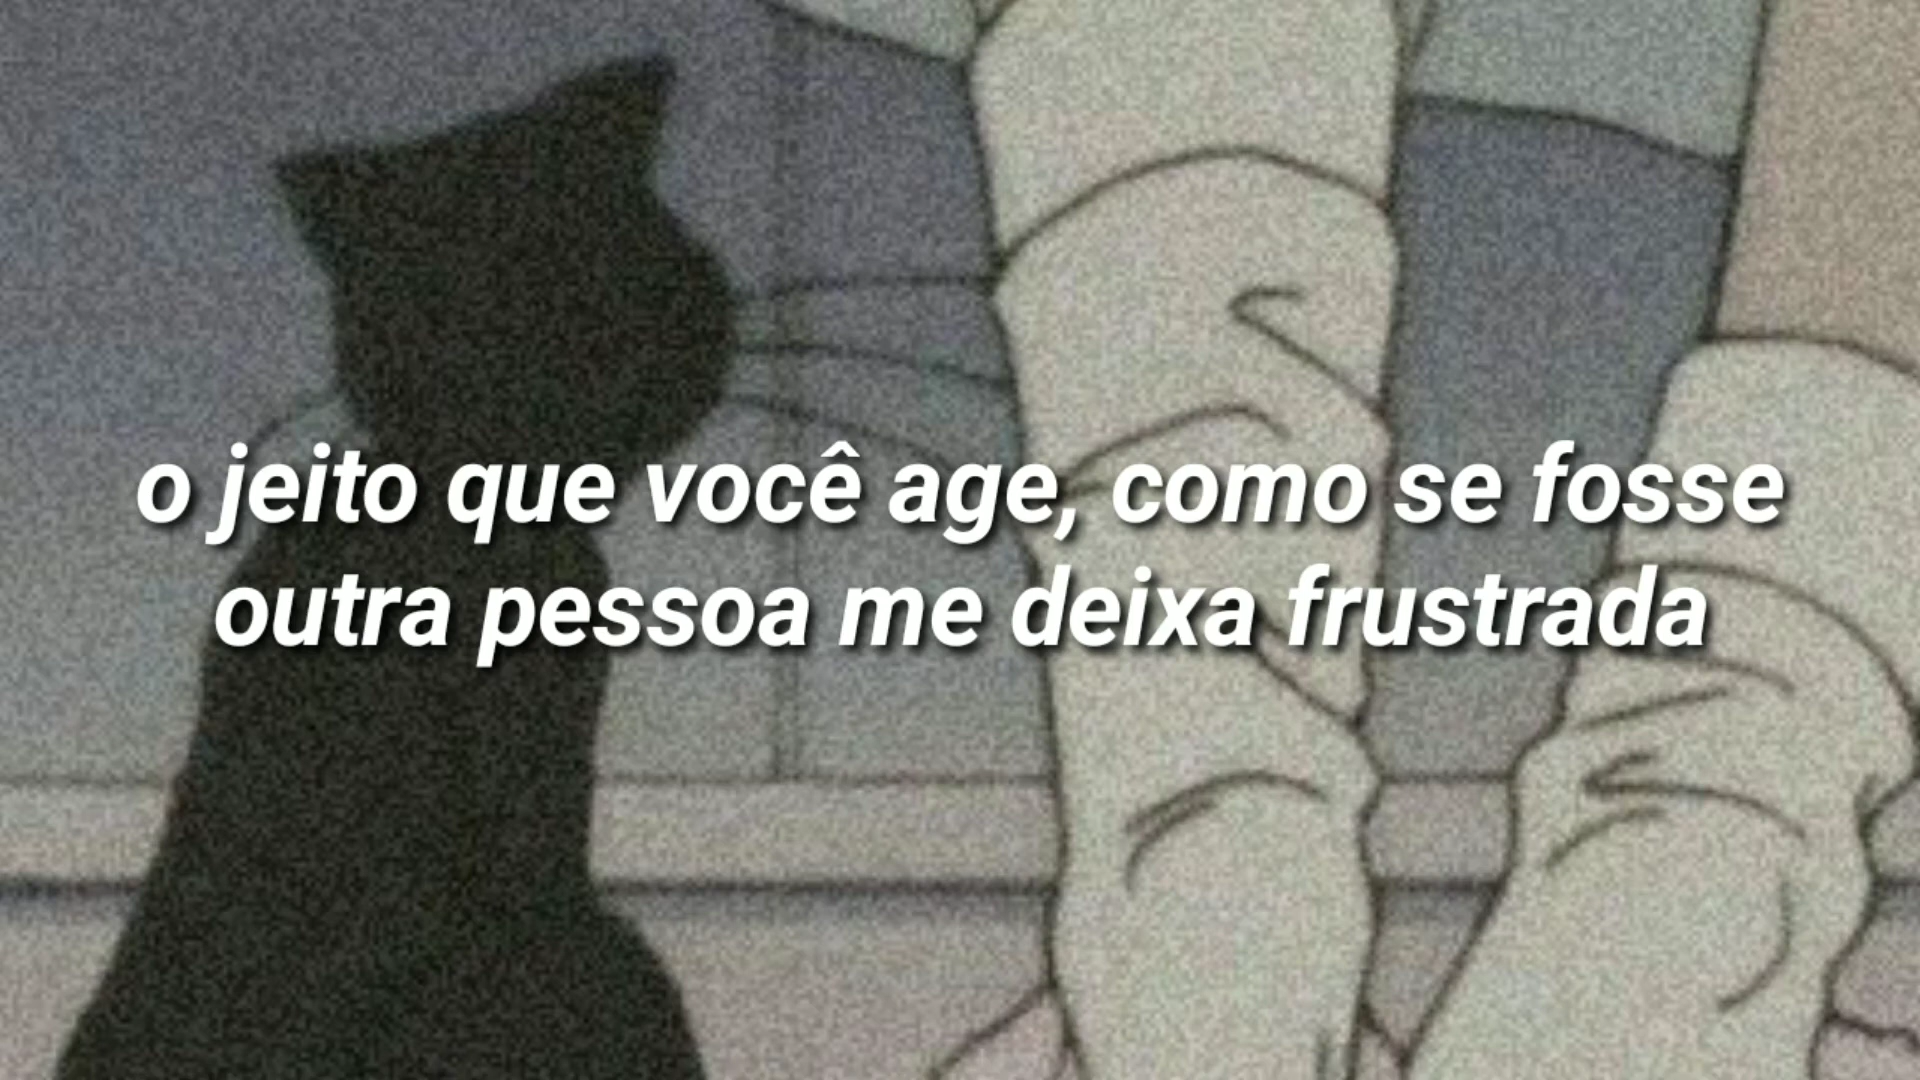 o jeito que você age, como se fosse
outra pessoa me deixa frustrada